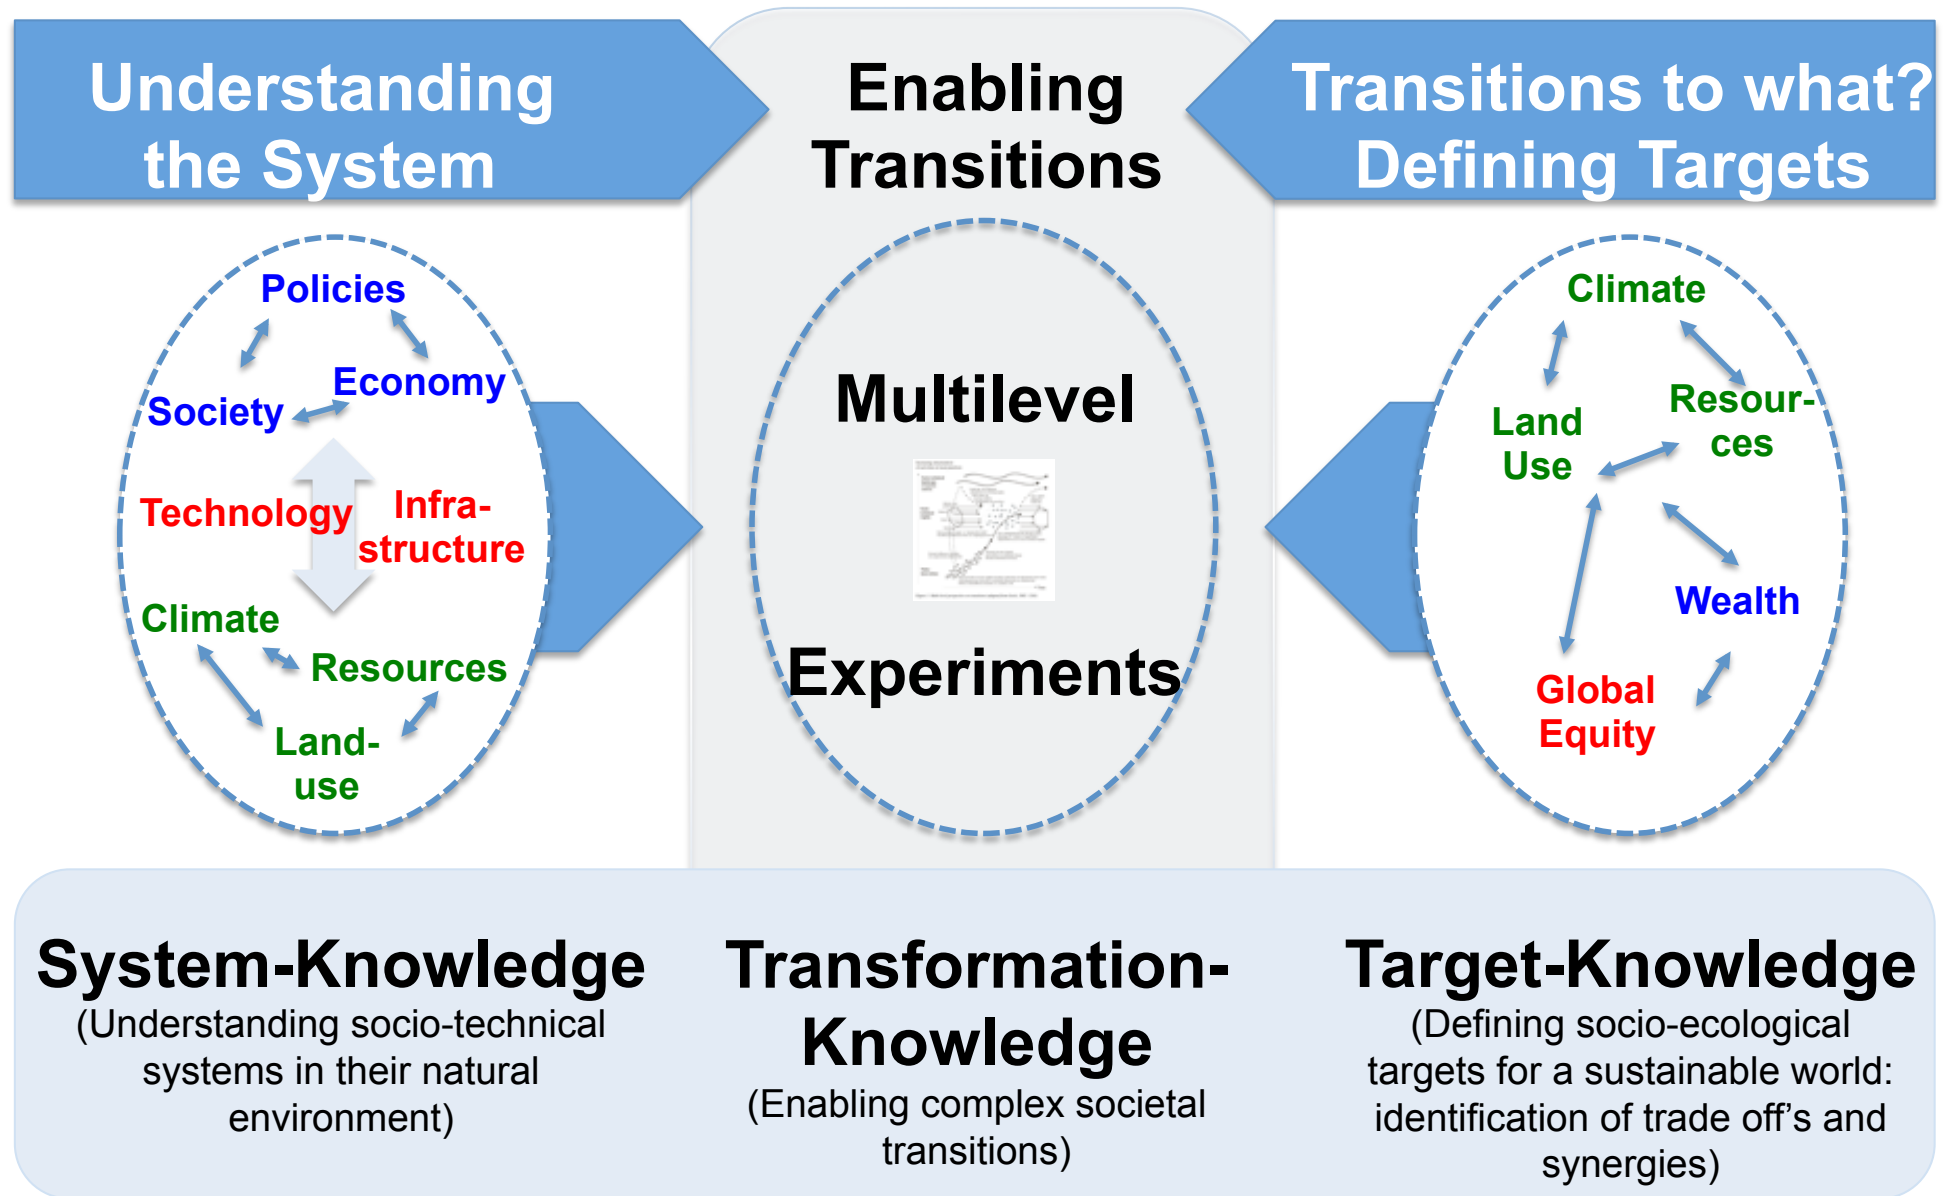 Understanding
the System
Enabling
Transitions
Transitions to what?
Defining Targets
Policies
Economy
Society
Technology
Infra-
structure
Climate
Resources
Land-
use
Multilevel
Experiments
Climate
Resour-
ces
Land
Use
Wealth
Global
Equity
System-Knowledge
(Understanding socio-technical
systems in their natural
environment)
Transformation-
Knowledge
(Enabling complex societal
transitions)
Target-Knowledge
(Defining socio-ecological
targets for a sustainable world:
identification of trade off’s and
synergies)